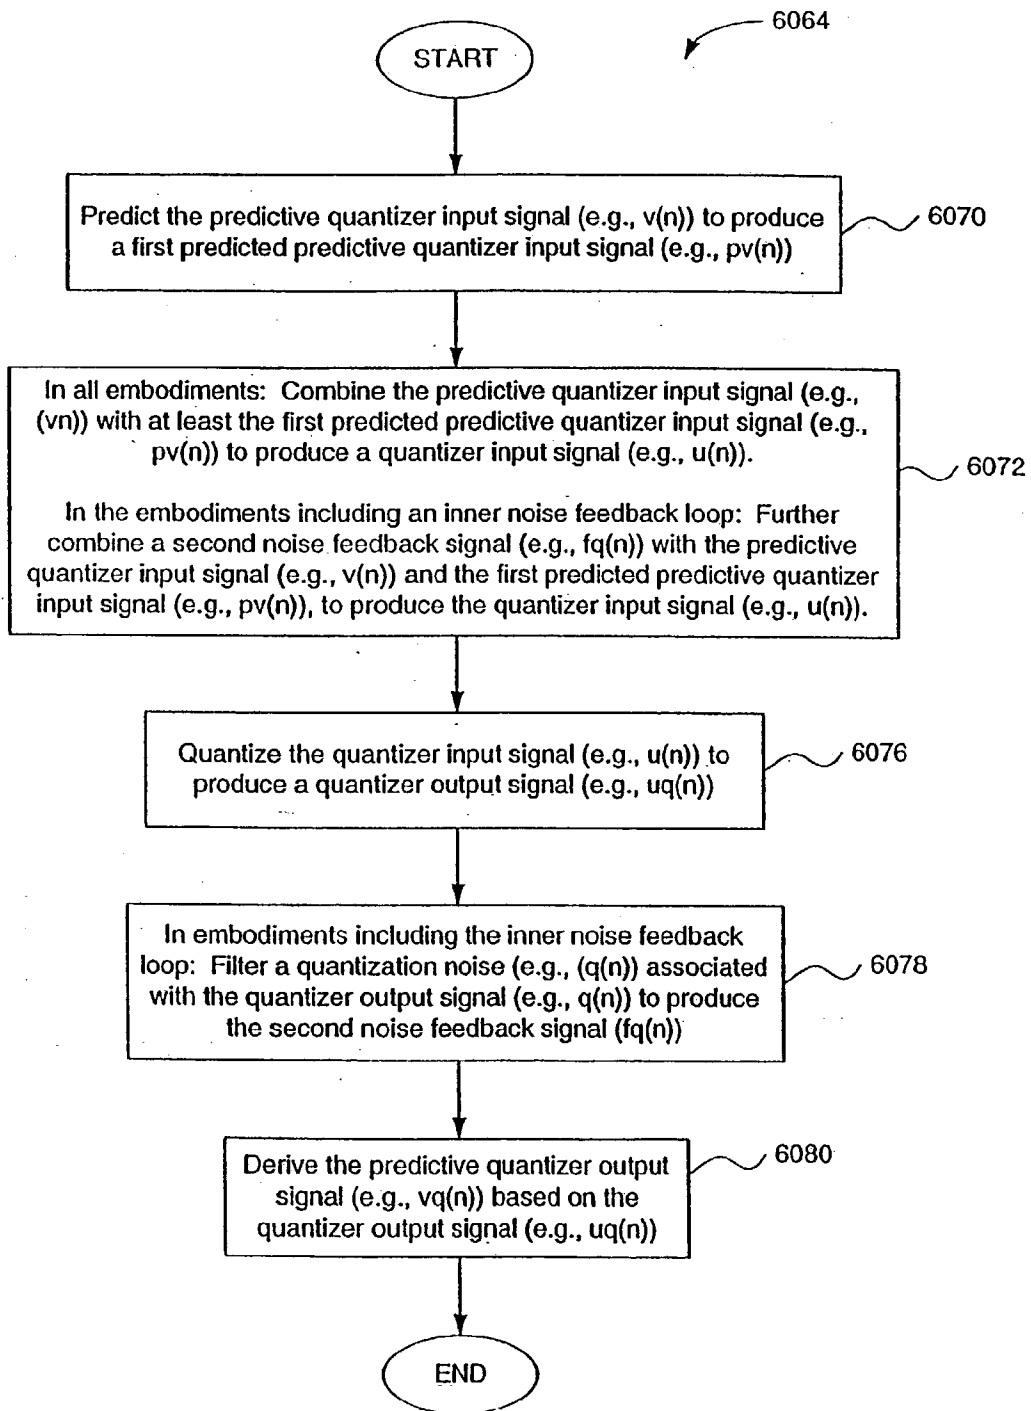 6064
START
Predict the predictive quantizer input signal (e.g., v(n)) to produce
a first predicted predictive quantizer input signal (e.g., pv(n))
6070
In all embodiments: Combine the predictive quantizer input signal (e.g.,
(vn)) with at least the first predicted predictive quantizer input signal (e.g.,
pv(n)) to produce a quantizer input signal (e.g., u(n)).
In the embodiments including an inner noise feedback loop: Further
combine a second noise feedback signal (e.g., fq(n)) with the predictive
quantizer input signal (e.g., v(n)) and the first predicted predictive quantizer
input signal (e.g., pv(n)), to produce the quantizer input signal (e.g., u(n)).
6072
Quantize the quantizer input signal (e.g., u(n)) to
produce a quantizer output signal (e.g., uq(n))
6076
In embodiments including the inner noise feedback
loop: Filter a quantization noise (e.g., (q(n)) associated
with the quantizer output signal (e.g., q(n)) to produce
the second noise feedback signal (fq(n))
6078
Derive the predictive quantizer output
signal (e.g., vq(n)) based on the
quantizer output signal (e.g., uq(n))
6080
END